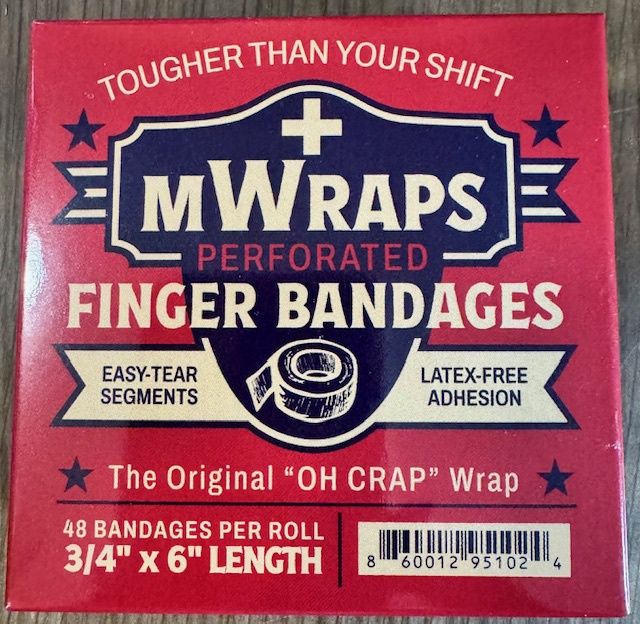 TOUGHER THAN YOUR SHIFT
MWRAPS
PERFORATED
FINGER BANDAGES
EASY-TEAR
SEGMENTS
LATEX-FREE
ADHESION
The Original “OH CRAP” Wrap
48 BANDAGES PER ROLL
3/4" x 6" LENGTH
8 60012 95102 4